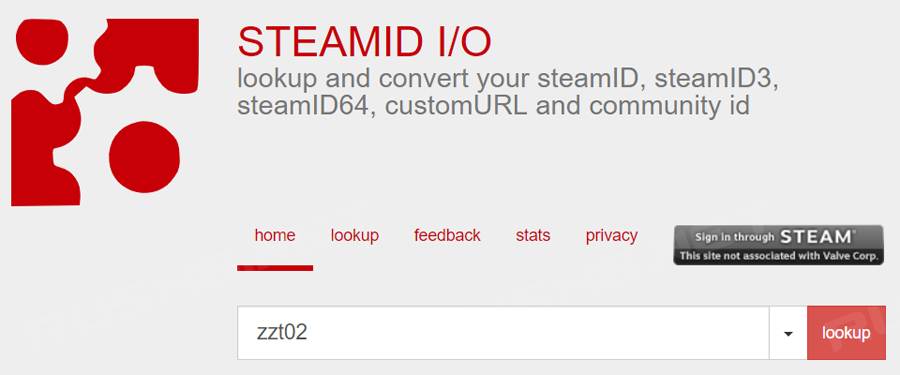 STEAMID I/O
lookup and convert your steamID, steamID3,
steamID64, customURL and community id
home lookup feedback stats privacy
Sign in through STEAM®
This site not associated with Valve Corp.
zzt02 lookup